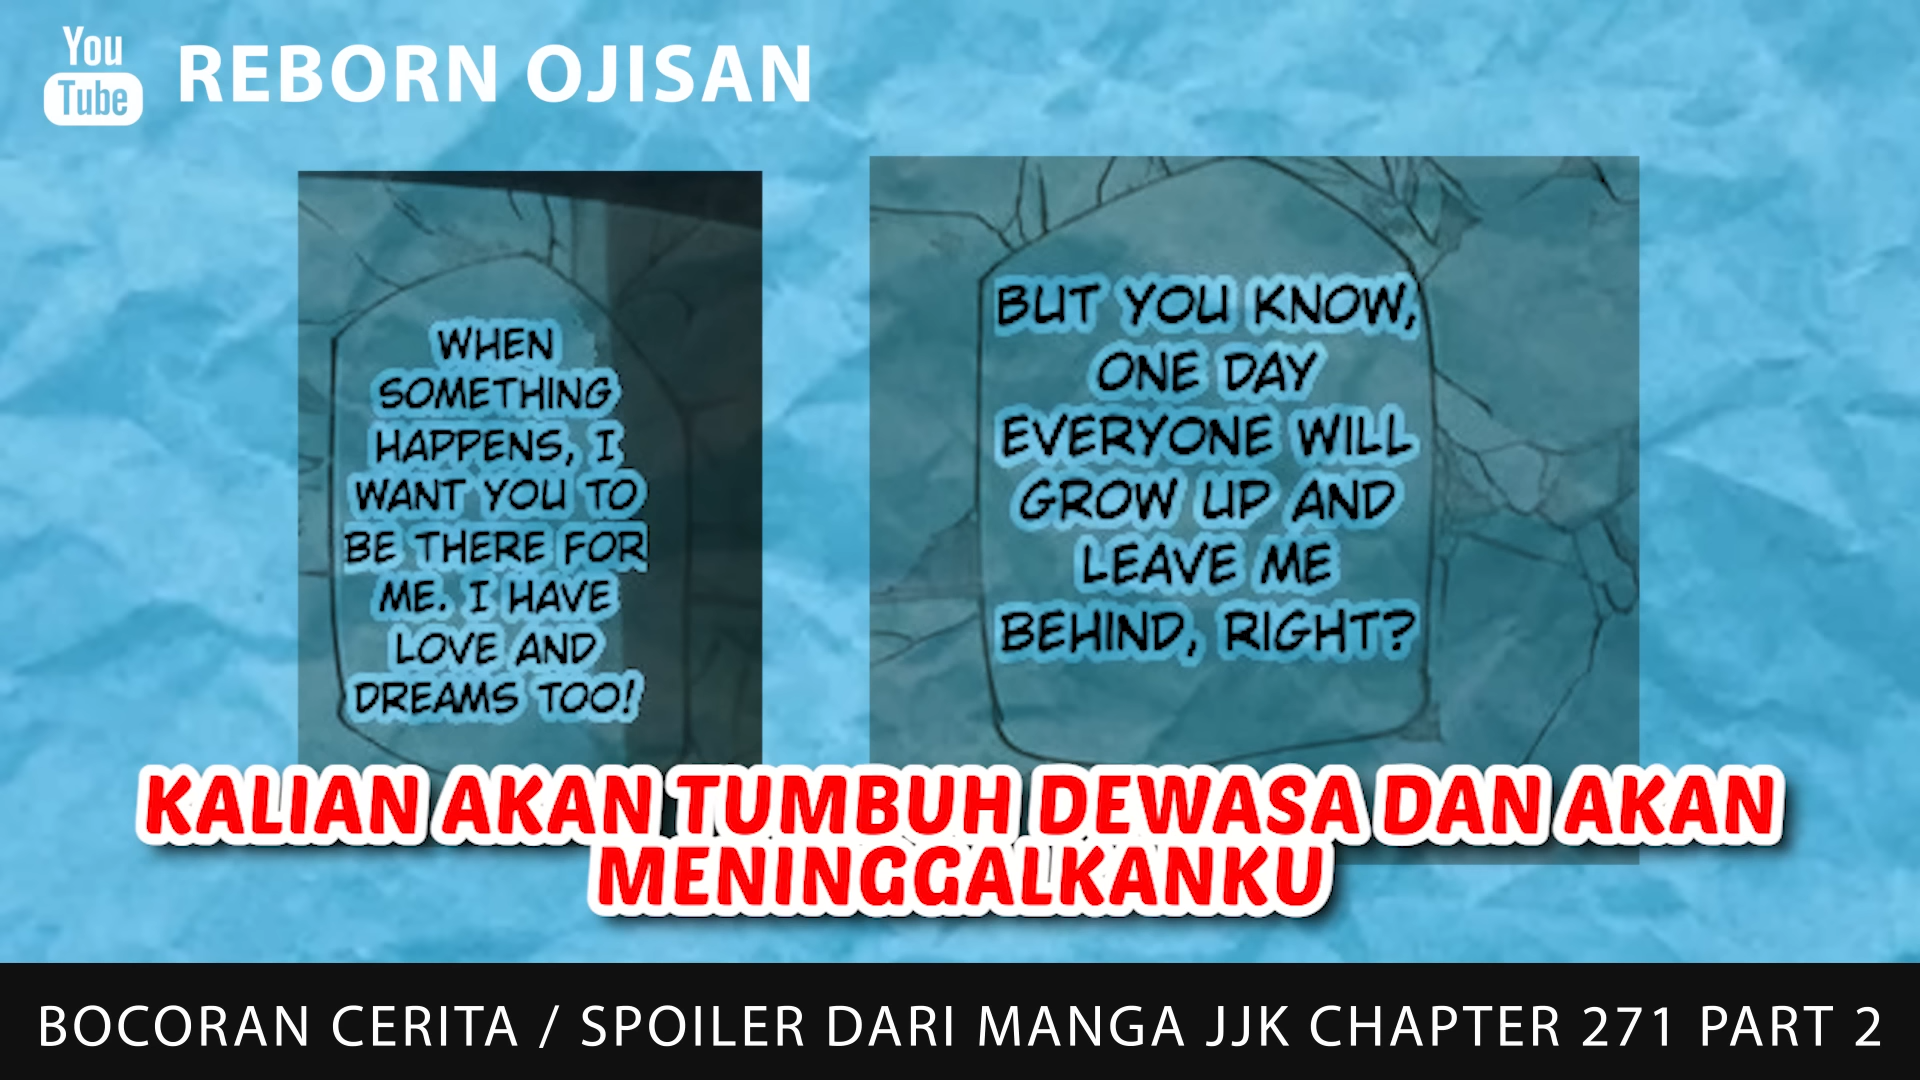 You
Tube
REBORN OJISAN
WHEN
SOMETHING
HAPPENS, I
WANT YOU TO
BE THERE FOR
ME. I HAVE
LOVE AND
DREAMS TOO!
BUT YOU KNOW,
ONE DAY
EVERYONE WILL
GROW UP AND
LEAVE ME
BEHIND, RIGHT?
KALIAN AKAN TUMBUH DEWASA DAN AKAN
MENINGGALKANKU
BOCORAN CERITA / SPOILER DARI MANGA JJK CHAPTER 271 PART 2